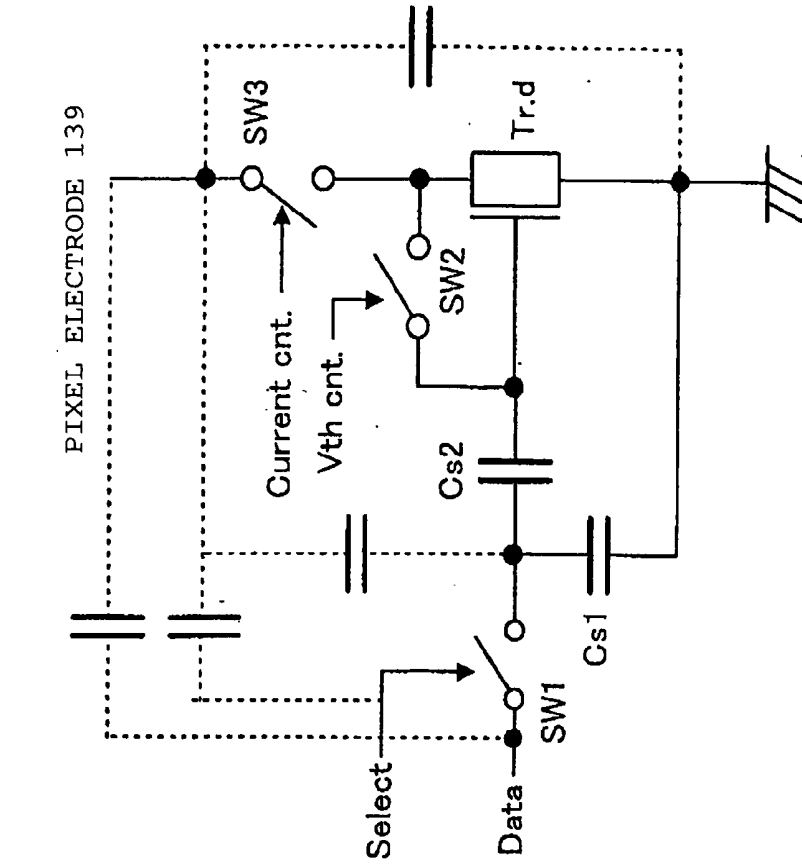 PIXEL ELECTRODE 139
SW3
Tr.d
Current cnt.
Vth cnt.
SW2
Cs2
Cs1
SW1
Select
Data